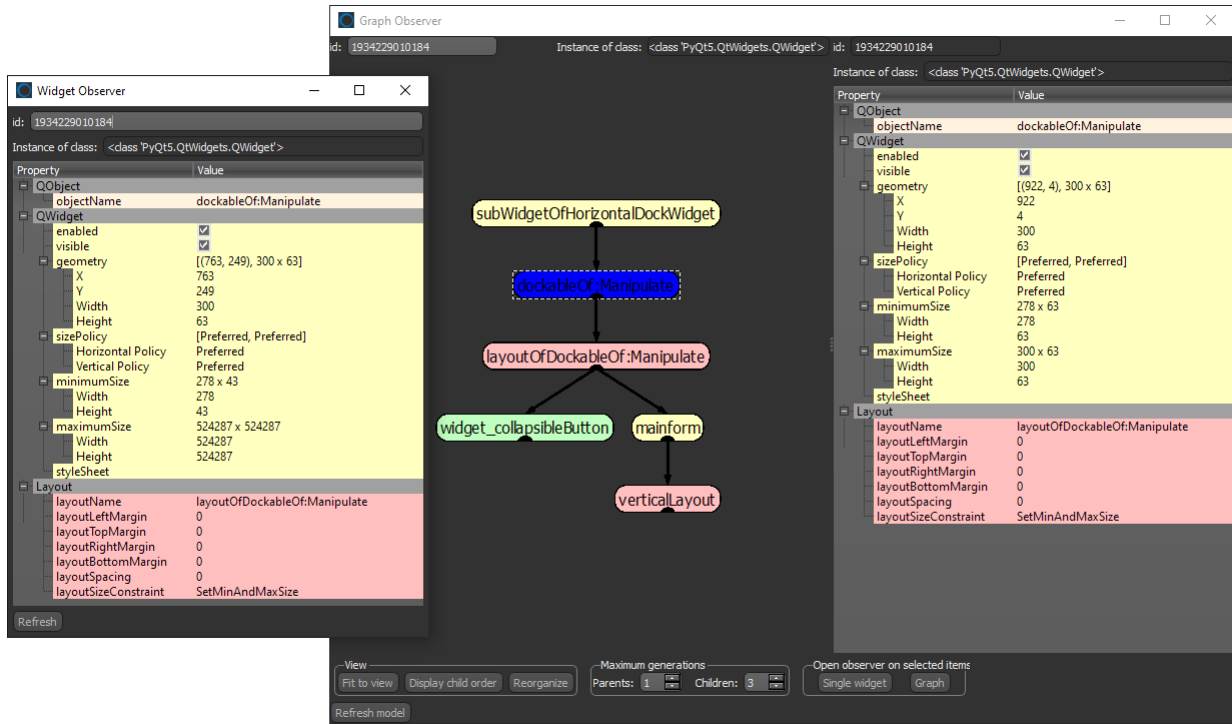 Graph Observer
id: 1934229010184 Instance of class: <class 'PyQt5.QtWidgets.QWidget'> id: 1934229010184
Instance of class: <class 'PyQt5.QtWidgets.QWidget'>
Property Value
QObject
objectName dockableOf:Manipulate
QWidget
enabled
visible
geometry [(922, 4), 300 x 63]
X 922
Y 4
Width 300
Height 63
sizePolicy [Preferred, Preferred]
Horizontal Policy Preferred
Vertical Policy Preferred
minimumSize 278 x 63
Width 278
Height 63
maximumSize 300 x 63
Width 300
Height 63
styleSheet
Layout
layoutName layoutOfDockableOf:Manipulate
layoutLeftMargin 0
layoutTopMargin 0
layoutRightMargin 0
layoutBottomMargin 0
layoutSpacing 0
layoutSizeConstraint SetMinAndMaxSize
Widget Observer
id: 1934229010184
Instance of class: <class 'PyQt5.QtWidgets.QWidget'>
Property Value
QObject
objectName dockableOf:Manipulate
QWidget
enabled
visible
geometry [(763, 249), 300 x 63]
X 763
Y 249
Width 300
Height 63
sizePolicy [Preferred, Preferred]
Horizontal Policy Preferred
Vertical Policy Preferred
minimumSize 278 x 43
Width 278
Height 43
maximumSize 524287 x 524287
Width 524287
Height 524287
styleSheet
Layout
layoutName layoutOfDockableOf:Manipulate
layoutLeftMargin 0
layoutTopMargin 0
layoutRightMargin 0
layoutBottomMargin 0
layoutSpacing 0
layoutSizeConstraint SetMinAndMaxSize
Refresh
subWidgetOfHorizontalDockWidget
dockableOf:Manipulate
layoutOfDockableOf:Manipulate
widget_collapsibleButton mainform
verticalLayout
View Maximum generations Open observer on selected items
Fit to view Display child order Reorganize Parents: 1 Children: 3 Single widget Graph
Refresh model